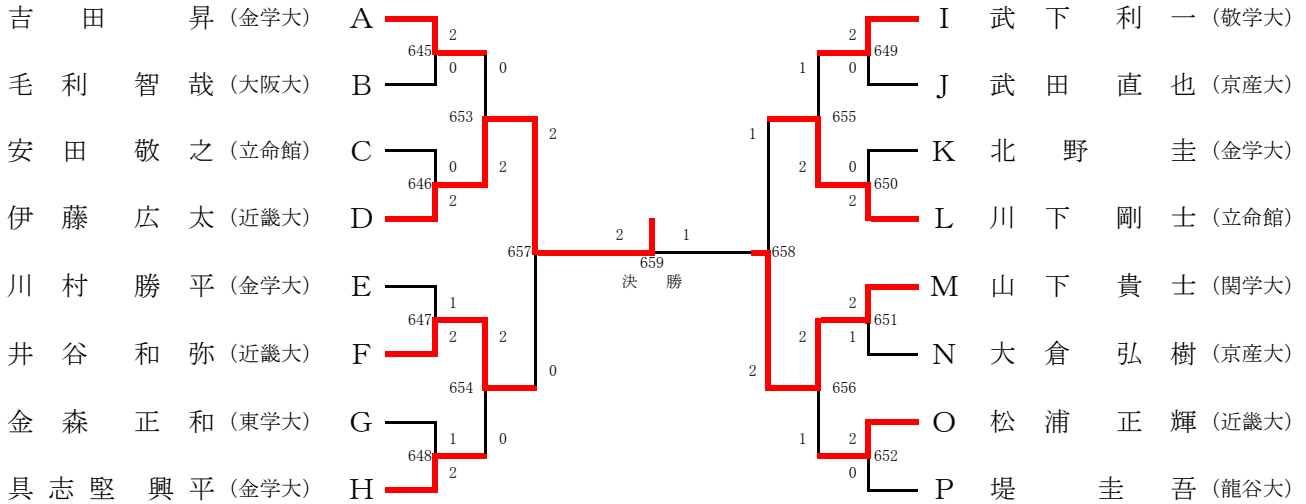 吉田 昇 (金学大) A 2 2 I 武下利一 (敬学大)
645 649
毛利智哉 (大阪大) B 0 0 1 0 J 武田直也 (京産大)
653 2 1 655
安田敬之 (立命館) C 0 2 2 0 K 北野 圭 (金学大)
646 650
伊藤広太 (近畿大) D 2 2 L 川下剛士 (立命館)
657 2 1 658
659
決勝
川村勝平 (金学大) E 1 2 M 山下貴士 (関学大)
647 651
井谷和弥 (近畿大) F 2 2 2 1 N 大倉弘樹 (京産大)
654 0 2 656
金森正和 (東学大) G 1 0 1 2 O 松浦正輝 (近畿大)
648 652
具志堅興平 (金学大) H 2 0 P 堤 圭吾 (龍谷大)